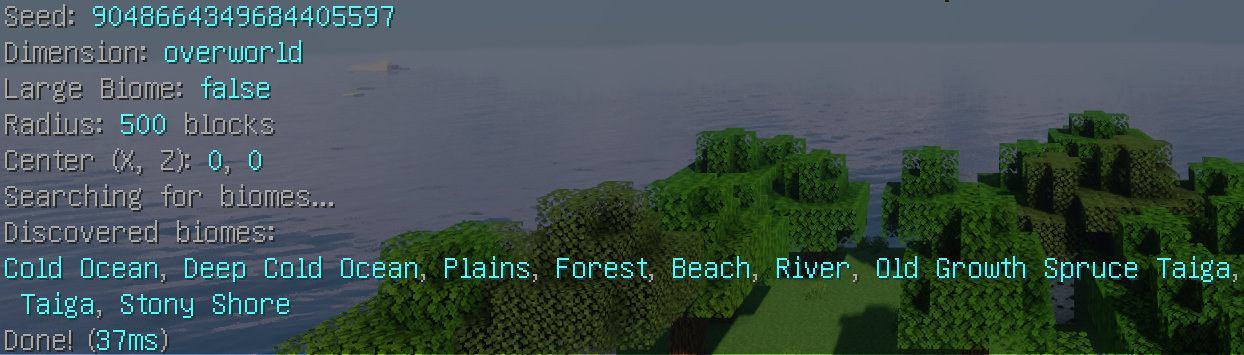 Seed: 9048664349684405597
Dimension: overworld
Large Biome: false
Radius: 500 blocks
Center (X, Z): 0, 0
Searching for biomes...
Discovered biomes:
Cold Ocean, Deep Cold Ocean, Plains, Forest, Beach, River, Old Growth Spruce Taiga,
Taiga, Stony Shore
Done! (37ms)